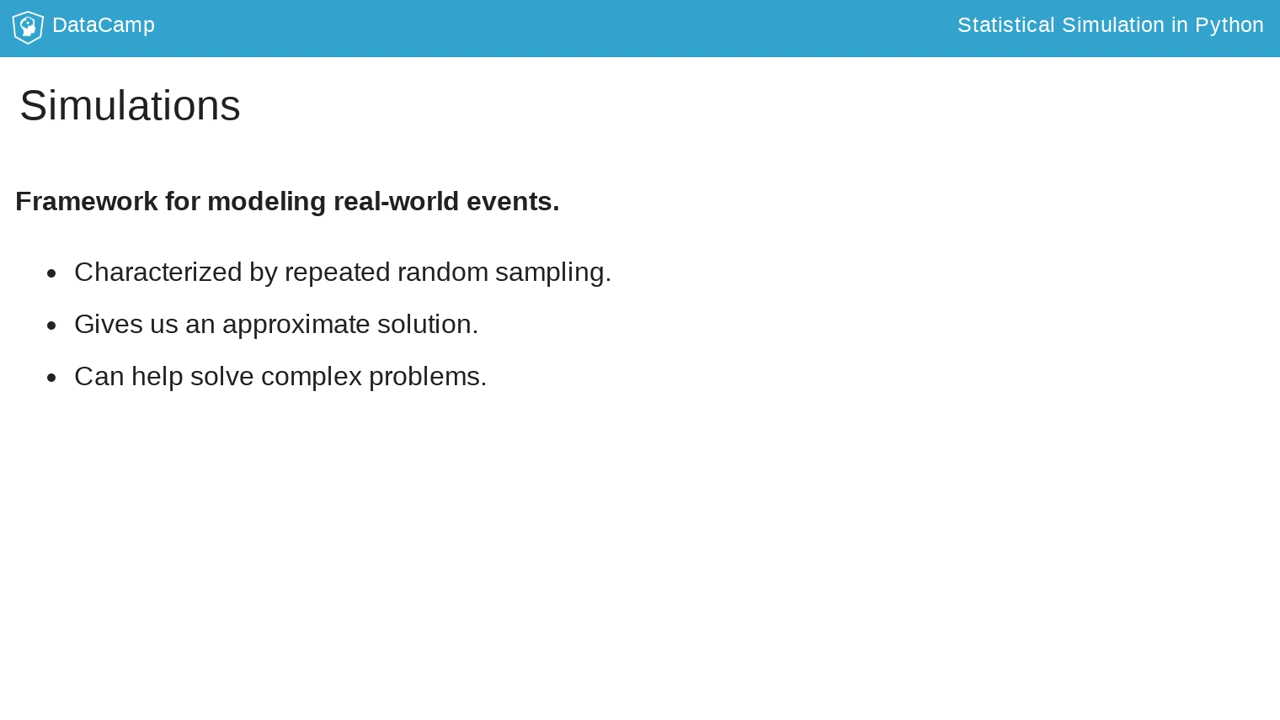 DataCamp
Statistical Simulation in Python
Simulations
Framework for modeling real-world events.
• Characterized by repeated random sampling.
• Gives us an approximate solution.
• Can help solve complex problems.